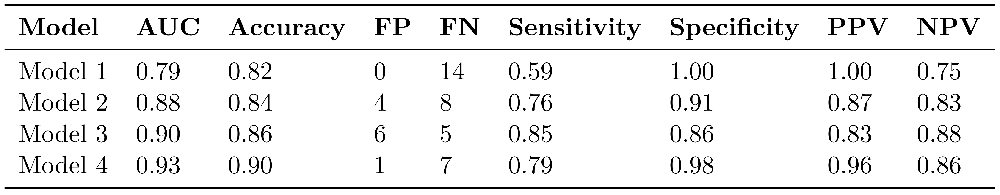 Model AUC Accuracy FP FN Sensitivity Specificity PPV NPV
Model 1 0.79 0.82 0 14 0.59 1.00 1.00 0.75
Model 2 0.88 0.84 4 8 0.76 0.91 0.87 0.83
Model 3 0.90 0.86 6 5 0.85 0.86 0.83 0.88
Model 4 0.93 0.90 1 7 0.79 0.98 0.96 0.86